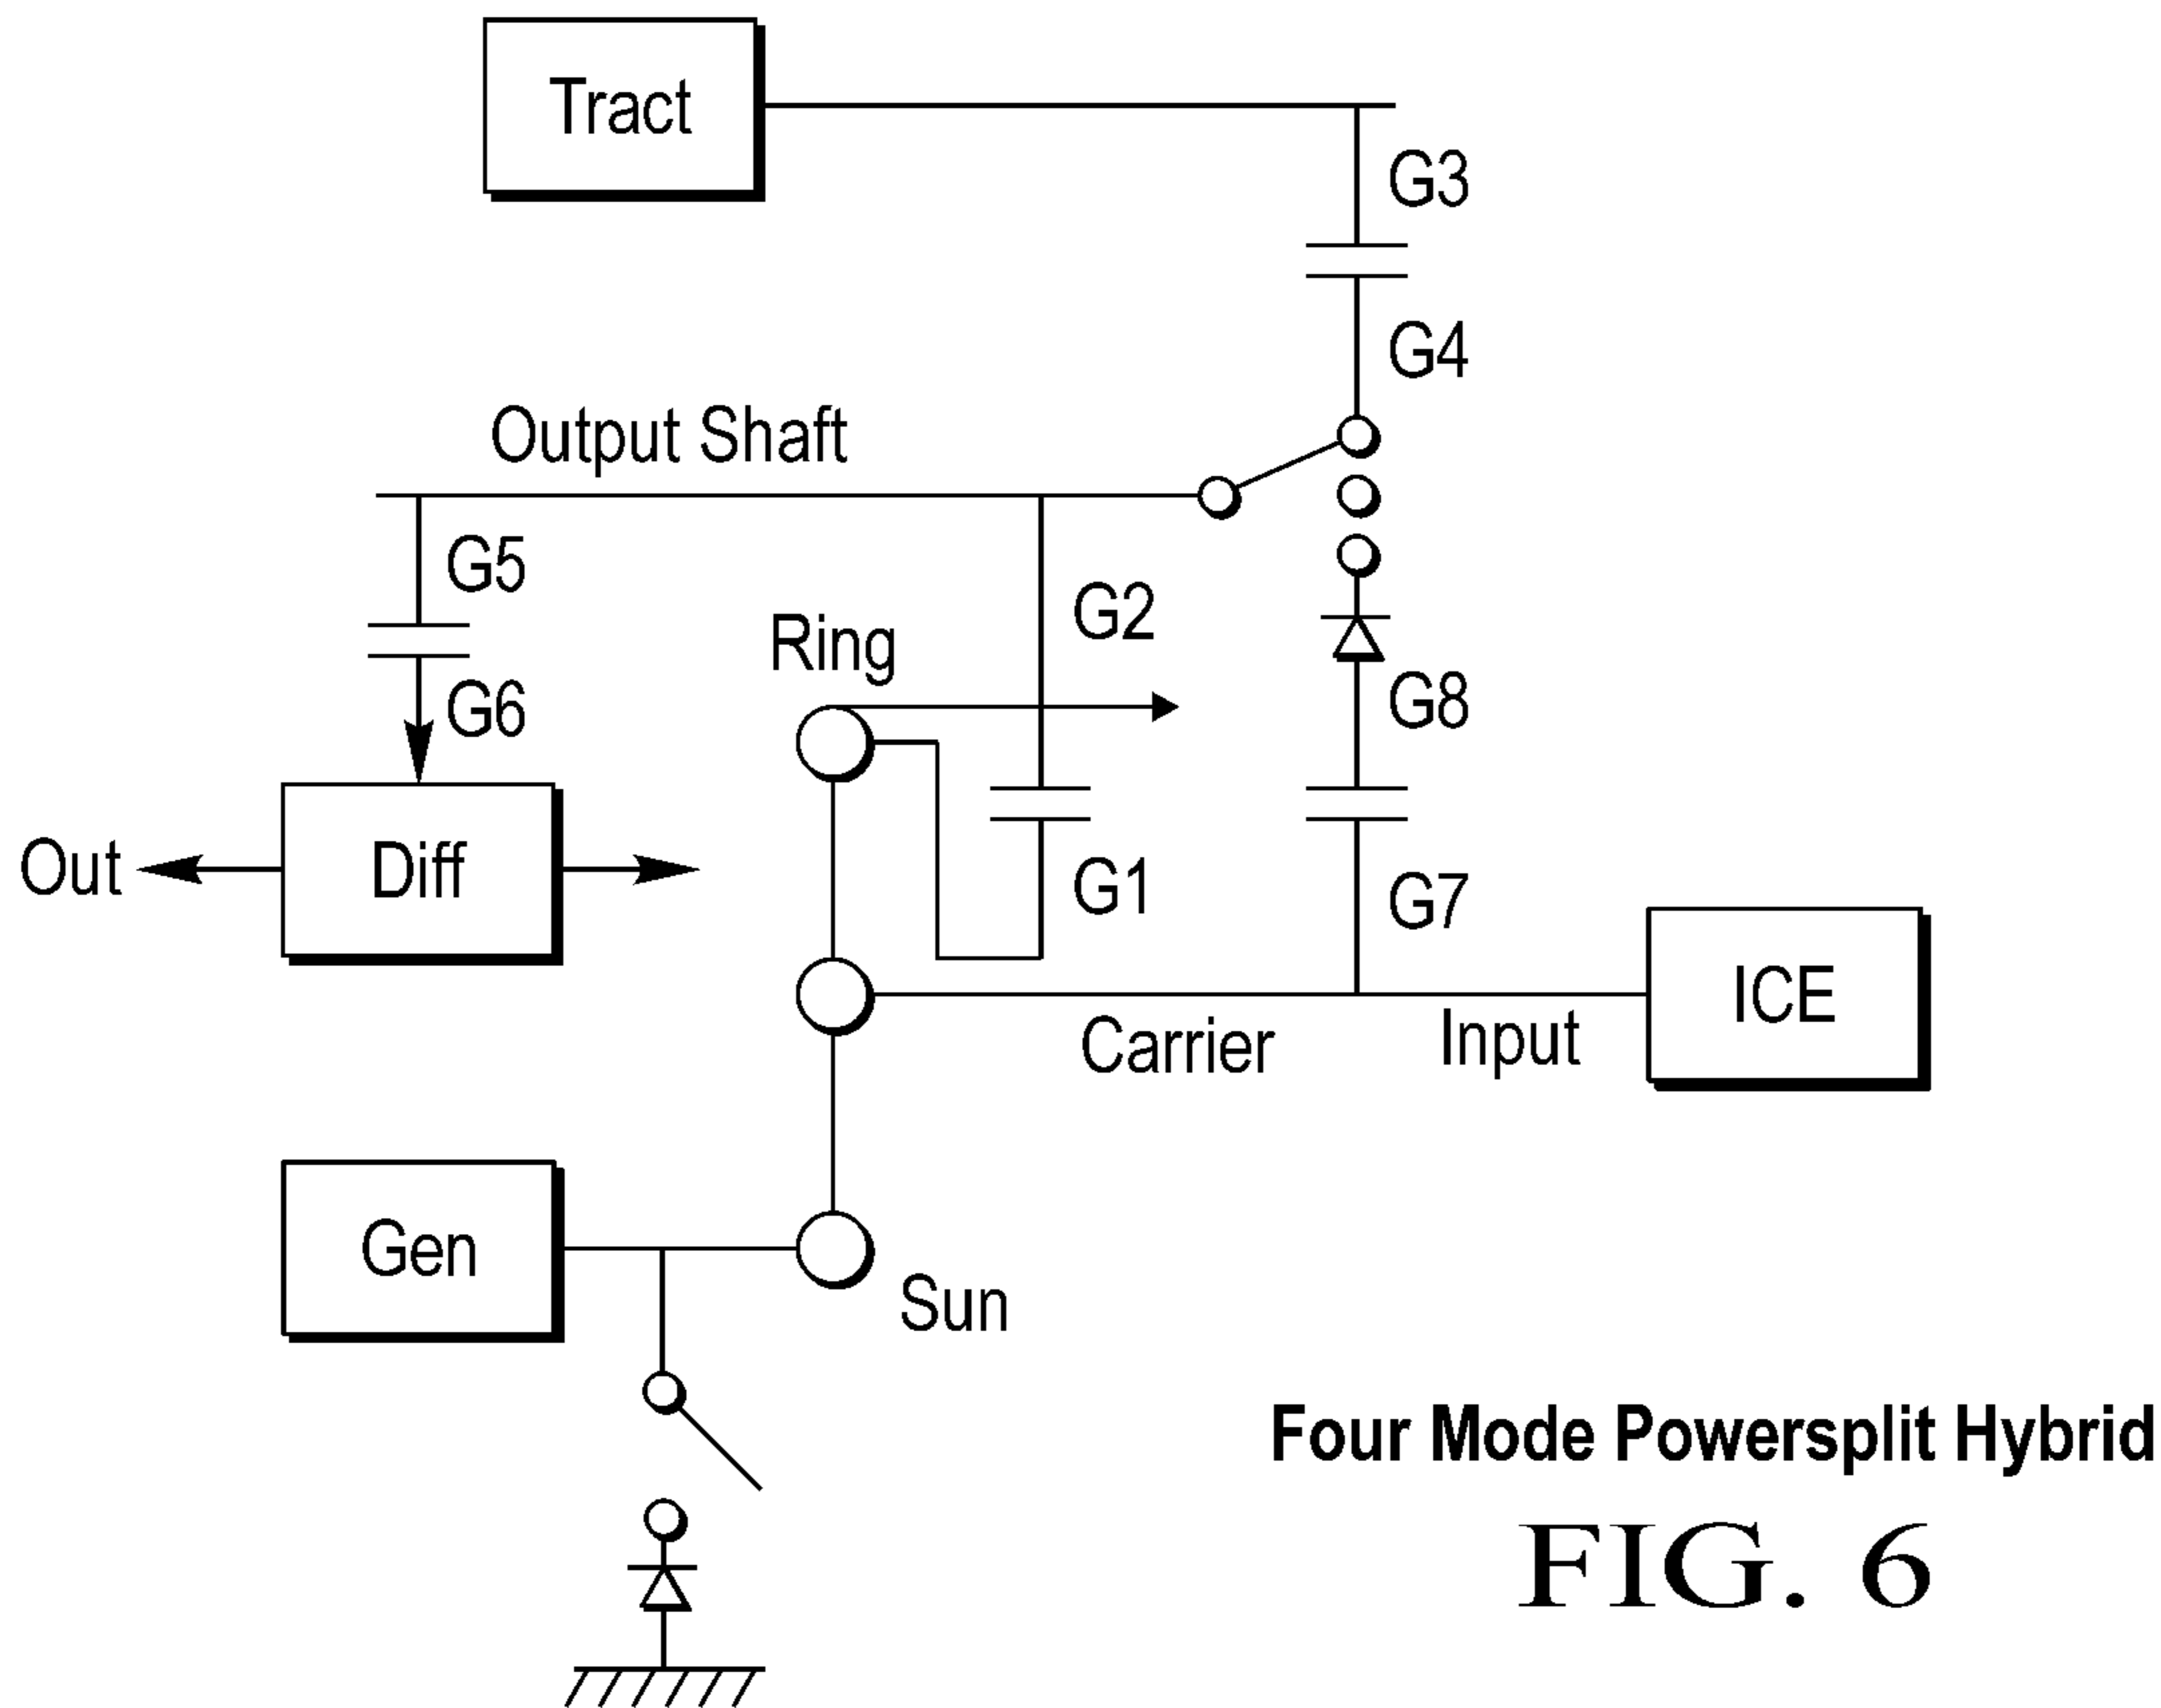 Tract
G3
G4
Output Shaft
G5
G2
Ring
G6
G8
Out
Diff
G1
G7
ICE
Carrier
Input
Gen
Sun
Four Mode Powersplit Hybrid
FIG. 6